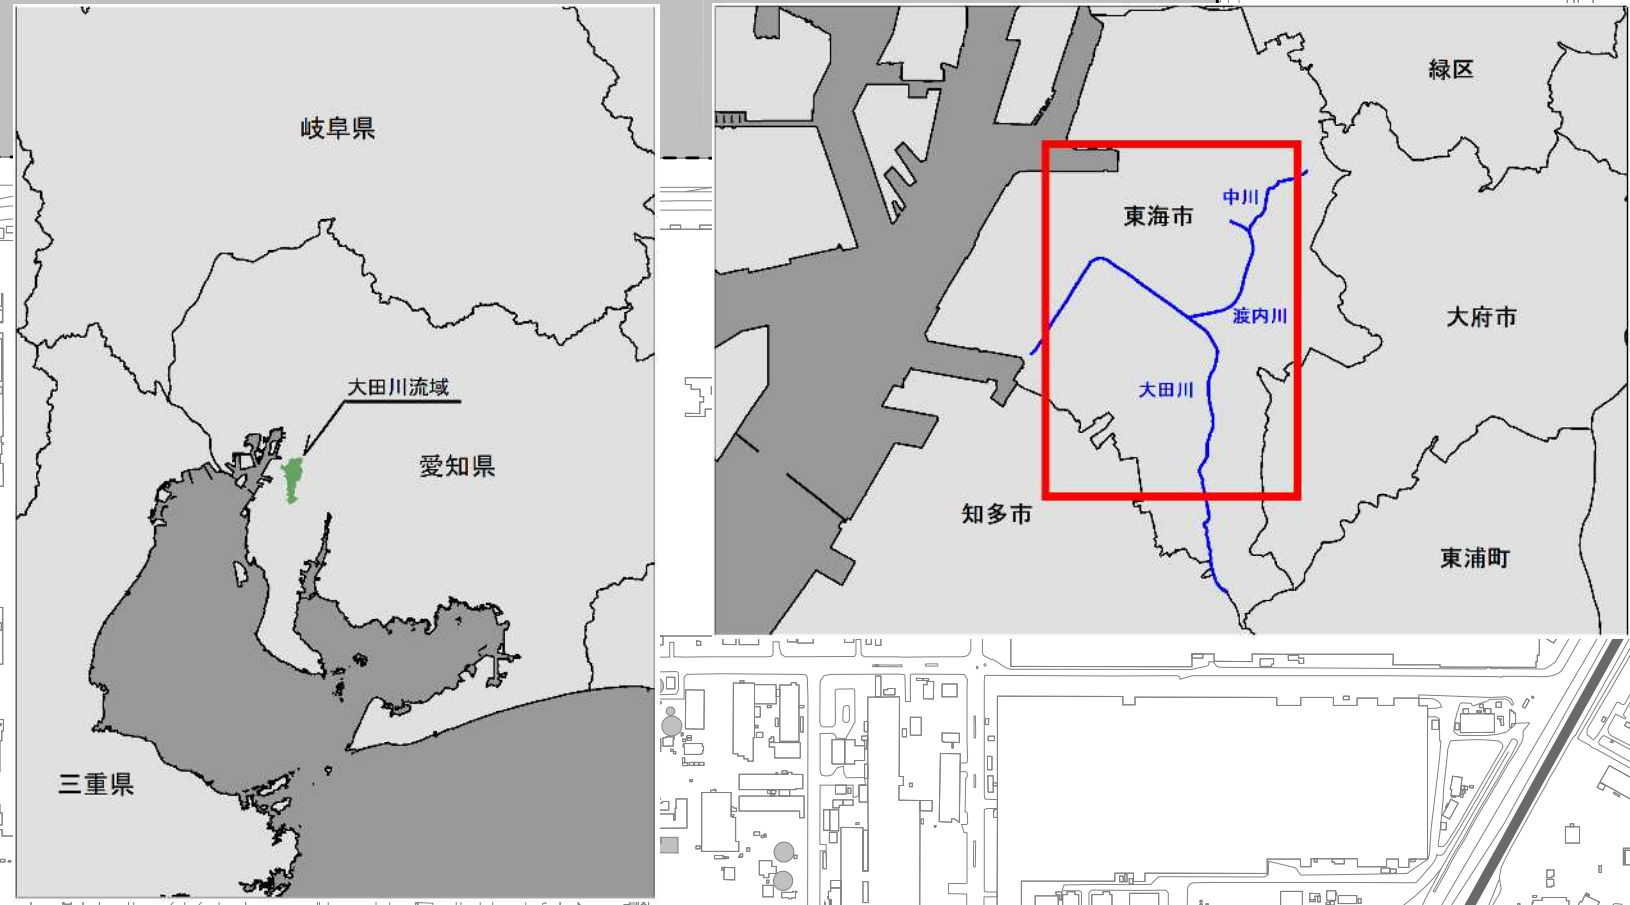 岐阜県
大田川流域
愛知県
三重県
緑区
中川
東海市
渡内川
大府市
大田川
知多市
東浦町